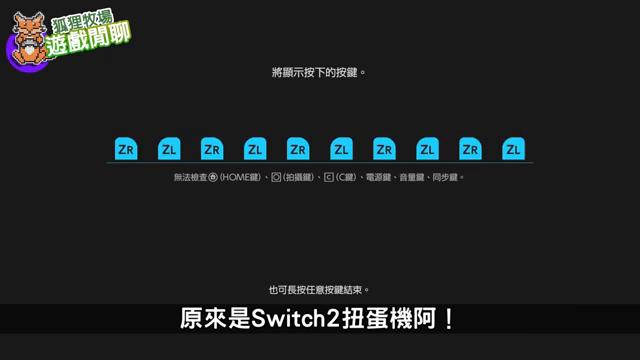 狐狸牧場
遊戲閒聊
將顯示按下的按鍵。
ZR ZL ZR ZL ZR ZL ZR ZL ZR ZL
無法檢查(HOME鍵)、(拍攝鍵)、C(C鍵)、電源鍵、音量鍵、同步鍵。
也可長按任意按鍵結束。
原來是Switch2扭蛋機阿！